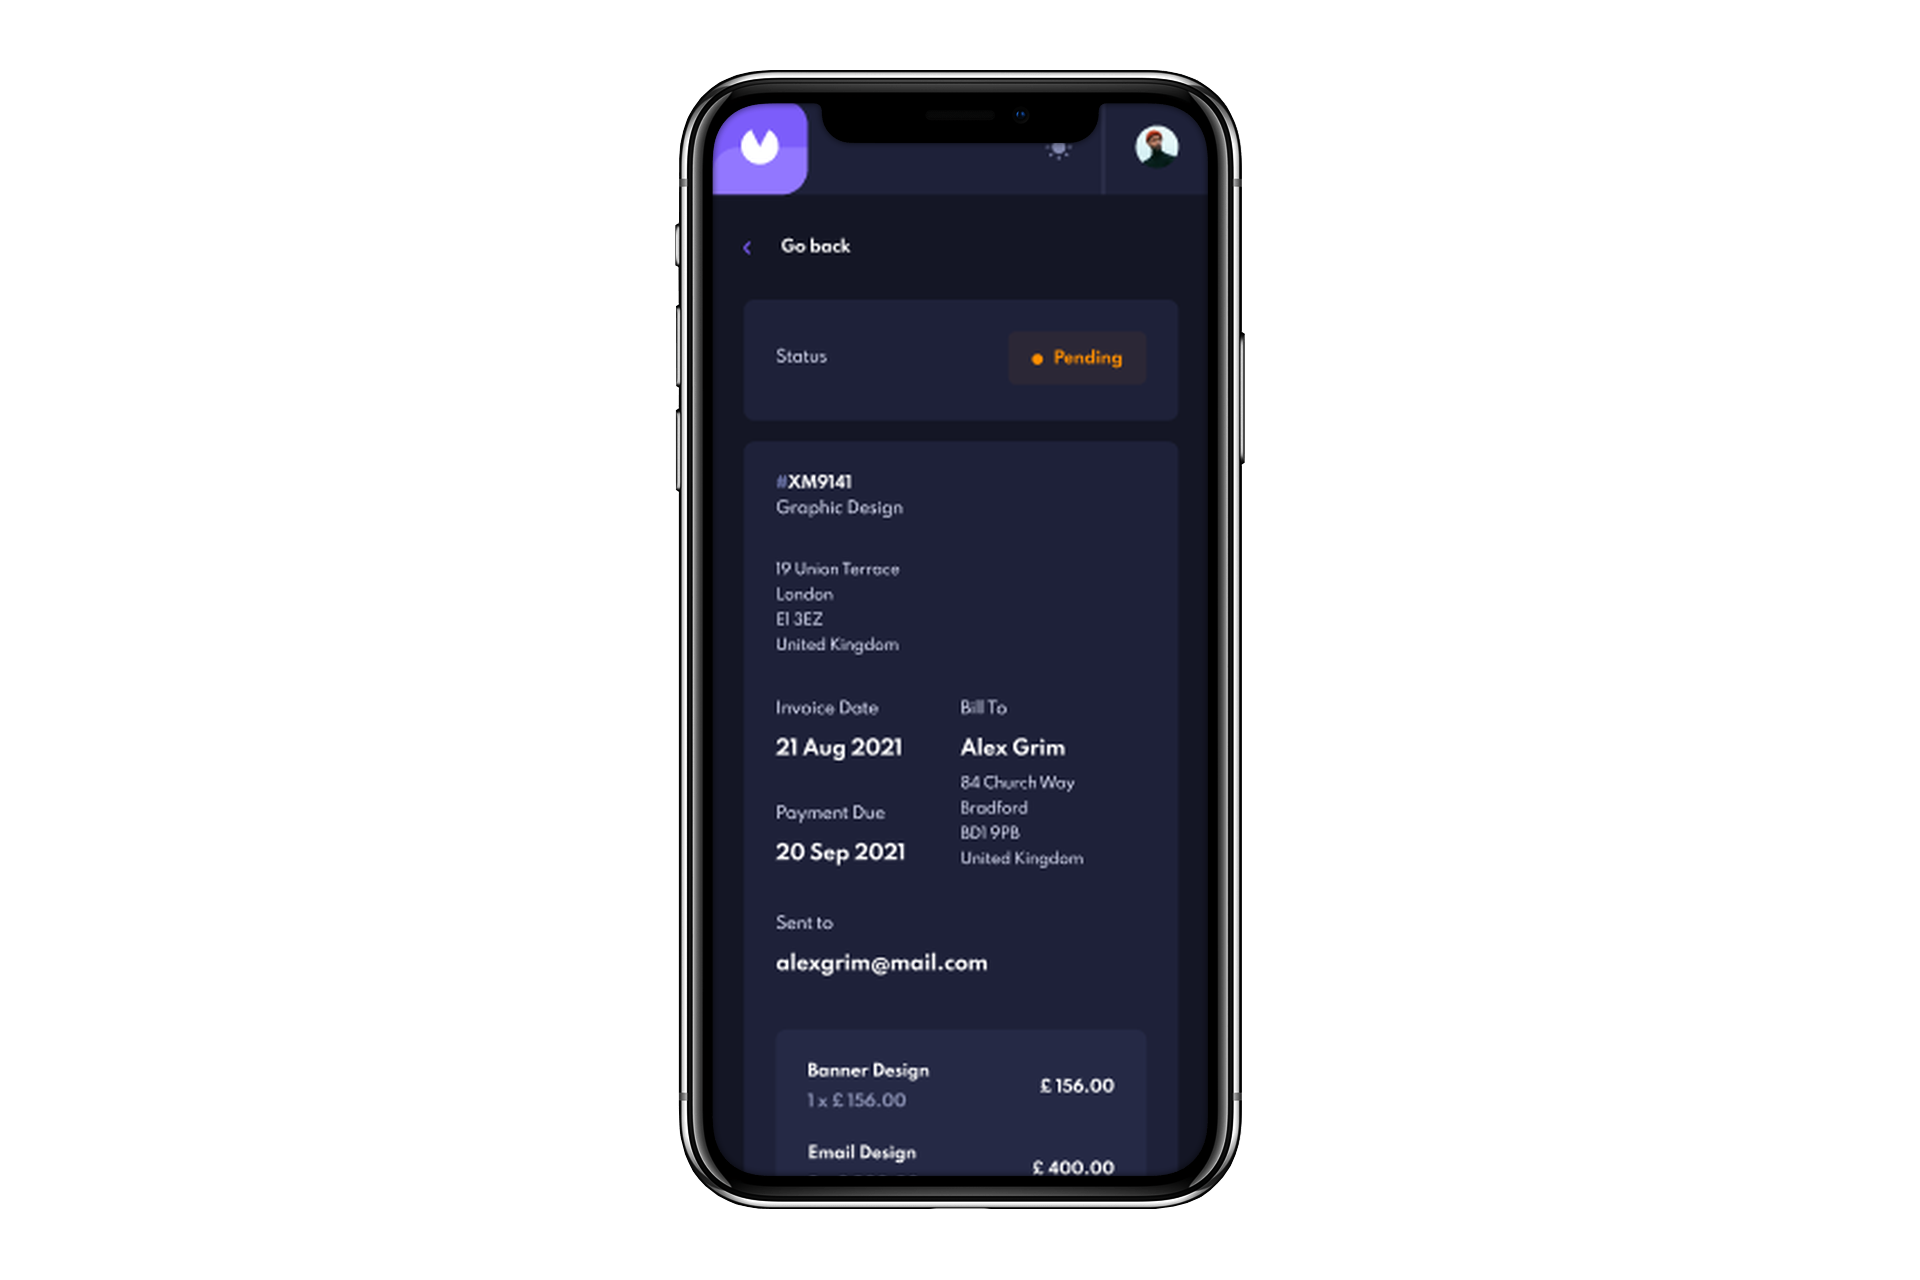 Go back
Status
Pending
#XM9141
Graphic Design
19 Union Terrace
London
E1 3EZ
United Kingdom
Invoice Date
21 Aug 2021
Payment Due
20 Sep 2021
Bill To
Alex Grim
84 Church Way
Bradford
BD1 9PB
United Kingdom
Sent to
alexgrim@mail.com
Banner Design
1 x £ 156.00
£ 156.00
Email Design
£ 400.00